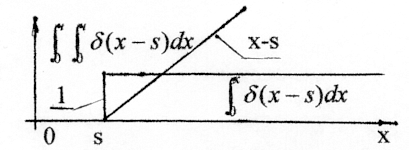 ∫∫ δ(x − s)dx
x-s
1
∫ δ(x − s)dx
0 s x